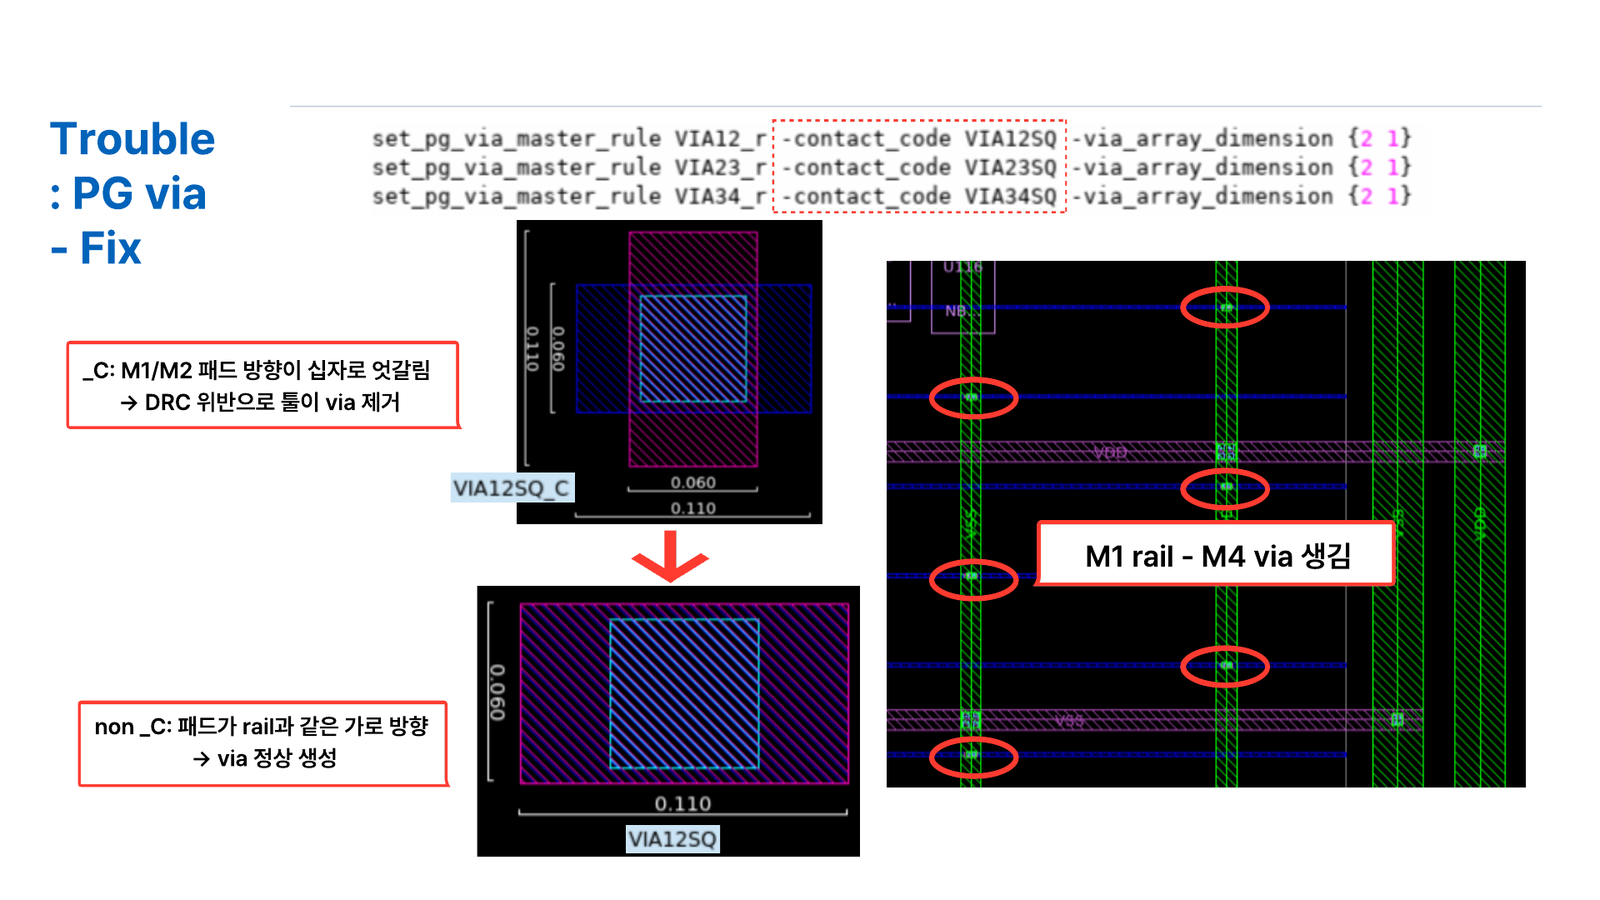 Trouble
: PG via
- Fix
set_pg_via_master_rule VIA12_r -contact_code VIA12SQ -via_array_dimension {2 1}
set_pg_via_master_rule VIA23_r -contact_code VIA23SQ -via_array_dimension {2 1}
set_pg_via_master_rule VIA34_r -contact_code VIA34SQ -via_array_dimension {2 1}
_C: M1/M2 패드 방향이 십자로 엇갈림
→ DRC 위반으로 툴이 via 제거
0.110
0.060
0.060
0.110
VIA12SQ_C
non _C: 패드가 rail과 같은 가로 방향
→ via 정상 생성
0.060
0.110
VIA12SQ
U116
NB...
VDD
VSS
VDD
M1 rail - M4 via 생김
VSS